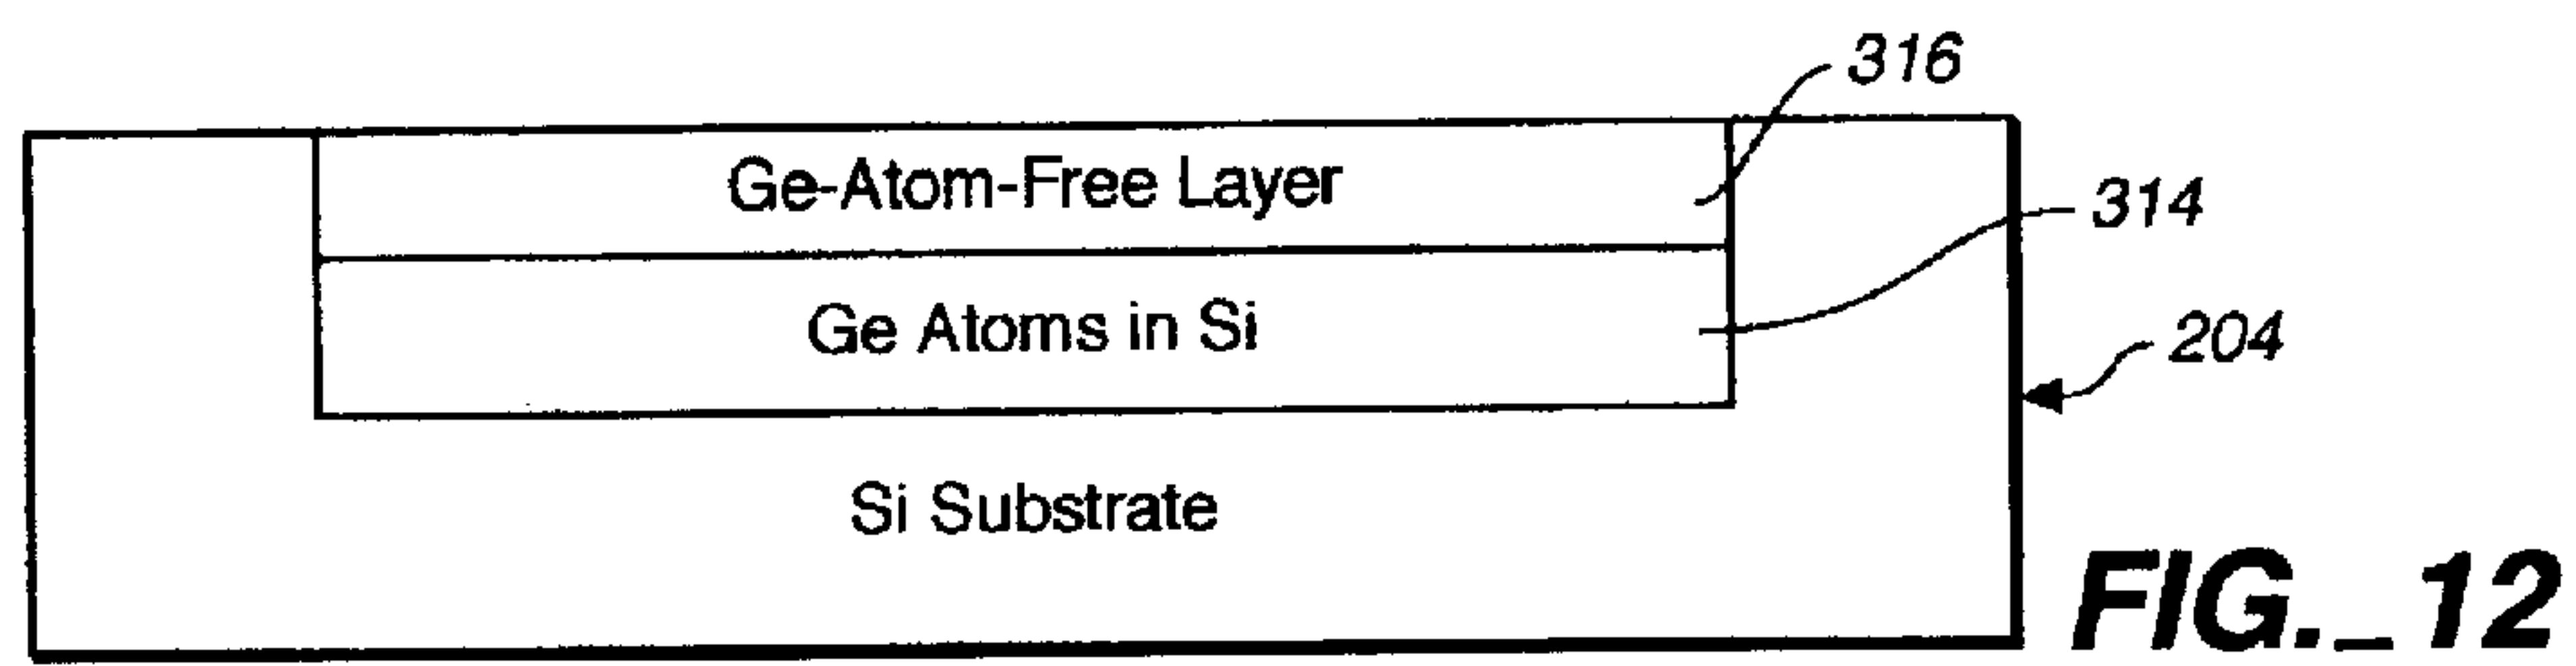 316
Ge-Atom-Free Layer
314
Ge Atoms in Si
204
Si Substrate
FIG._12